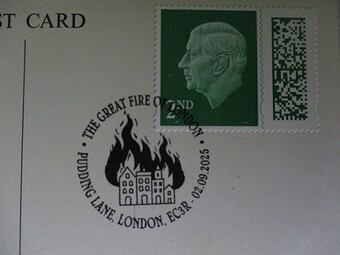 ST CARD
2ND
• THE GREAT FIRE OF LONDON •
PUDDING LANE, LONDON, EC3R - 02.09.2025